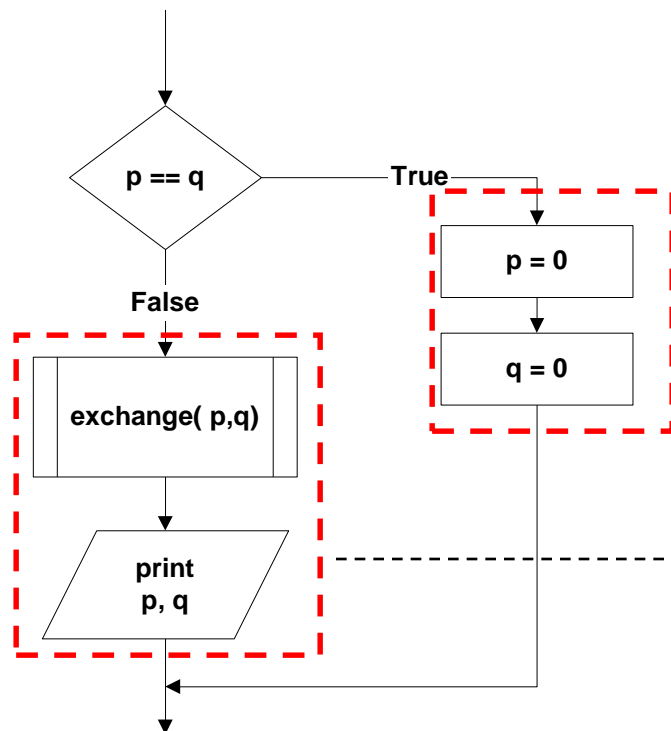 p == q
True
p = 0
q = 0
False
exchange( p,q)
print
p, q